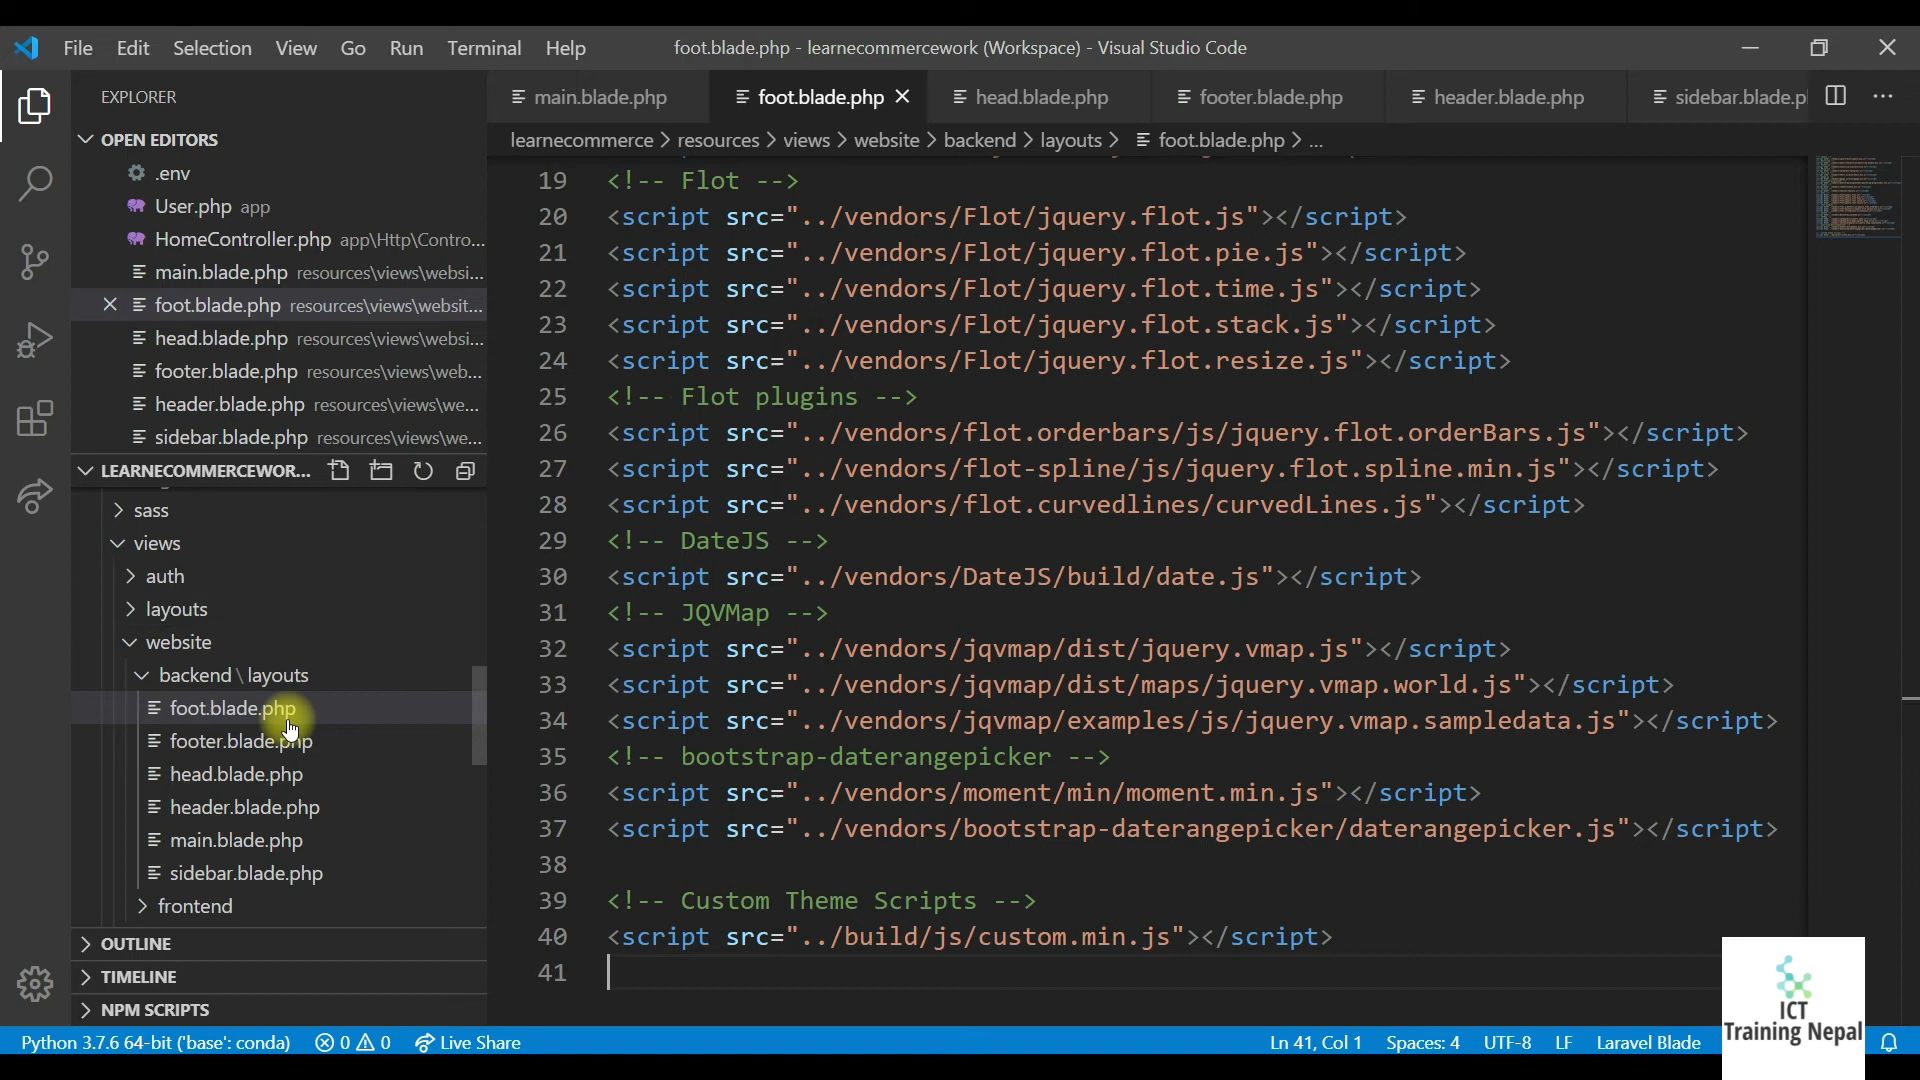 File Edit Selection View Go Run Terminal Help
foot.blade.php - learnecommercework (Workspace) - Visual Studio Code
EXPLORER
OPEN EDITORS
.env
User.php app
HomeController.php app\Http\Contro...
main.blade.php resources\views\websi...
foot.blade.php resources\views\websit...
head.blade.php resources\views\websi...
footer.blade.php resources\views\web...
header.blade.php resources\views\we...
sidebar.blade.php resources\views\we...
LEARNECOMMERCEWOR...
sass
views
auth
layouts
website
backend \ layouts
foot.blade.php
footer.blade.php
head.blade.php
header.blade.php
main.blade.php
sidebar.blade.php
frontend
OUTLINE
TIMELINE
NPM SCRIPTS
main.blade.php foot.blade.php head.blade.php footer.blade.php header.blade.php sidebar.blade.p
learnecommerce > resources > views > website > backend > layouts > foot.blade.php > ...
19 <!-- Flot -->
20 <script src="../vendors/Flot/jquery.flot.js"></script>
21 <script src="../vendors/Flot/jquery.flot.pie.js"></script>
22 <script src="../vendors/Flot/jquery.flot.time.js"></script>
23 <script src="../vendors/Flot/jquery.flot.stack.js"></script>
24 <script src="../vendors/Flot/jquery.flot.resize.js"></script>
25 <!-- Flot plugins -->
26 <script src="../vendors/flot.orderbars/js/jquery.flot.orderBars.js"></script>
27 <script src="../vendors/flot-spline/js/jquery.flot.spline.min.js"></script>
28 <script src="../vendors/flot.curvedlines/curvedLines.js"></script>
29 <!-- DateJS -->
30 <script src="../vendors/DateJS/build/date.js"></script>
31 <!-- JQVMap -->
32 <script src="../vendors/jqvmap/dist/jquery.vmap.js"></script>
33 <script src="../vendors/jqvmap/dist/maps/jquery.vmap.world.js"></script>
34 <script src="../vendors/jqvmap/examples/js/jquery.vmap.sampledata.js"></script>
35 <!-- bootstrap-daterangepicker -->
36 <script src="../vendors/moment/min/moment.min.js"></script>
37 <script src="../vendors/bootstrap-daterangepicker/daterangepicker.js"></script>
38
39 <!-- Custom Theme Scripts -->
40 <script src="../build/js/custom.min.js"></script>
41
ICT
Training Nepal
Python 3.7.6 64-bit ('base': conda) 0 0 Live Share Ln 41, Col 1 Spaces: 4 UTF-8 LF Laravel Blade